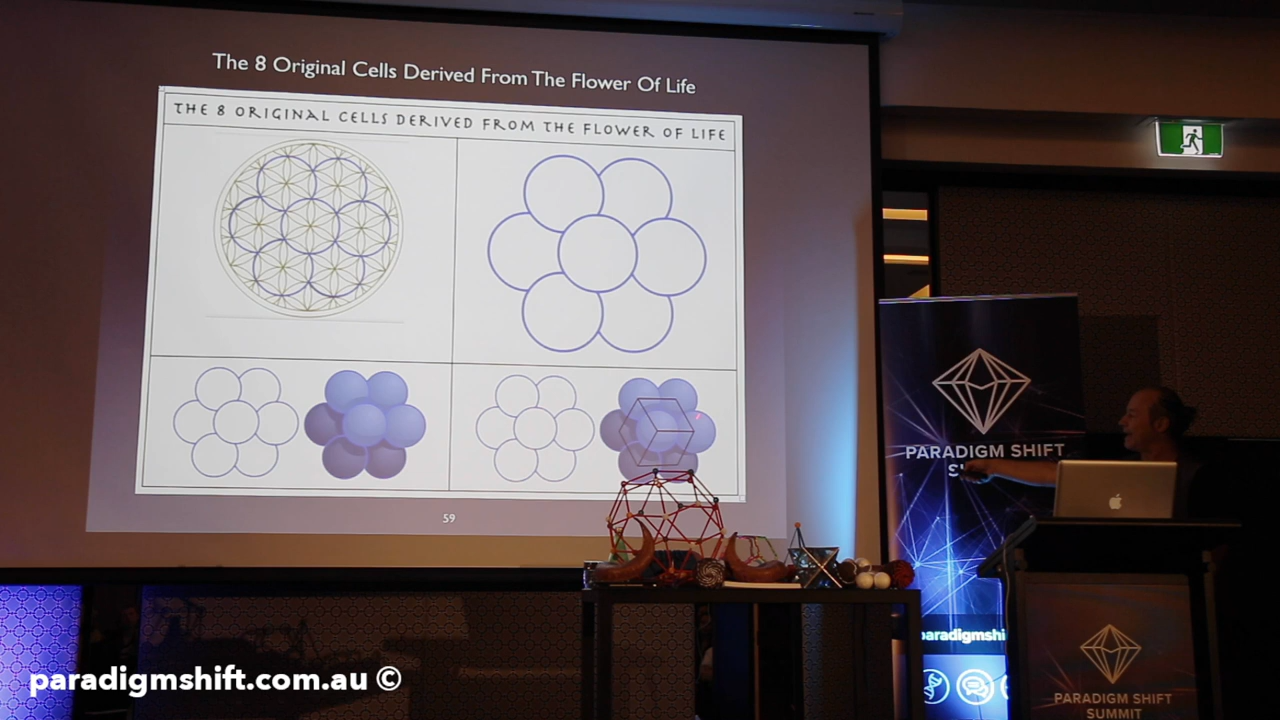 The 8 Original Cells Derived From The Flower Of Life
THE 8 ORIGINAL CELLS DERIVED FROM THE FLOWER OF LIFE
59
PARADIGM SHIFT
paradigmshi
PARADIGM SHIFT
SUMMIT
paradigmshift.com.au ©